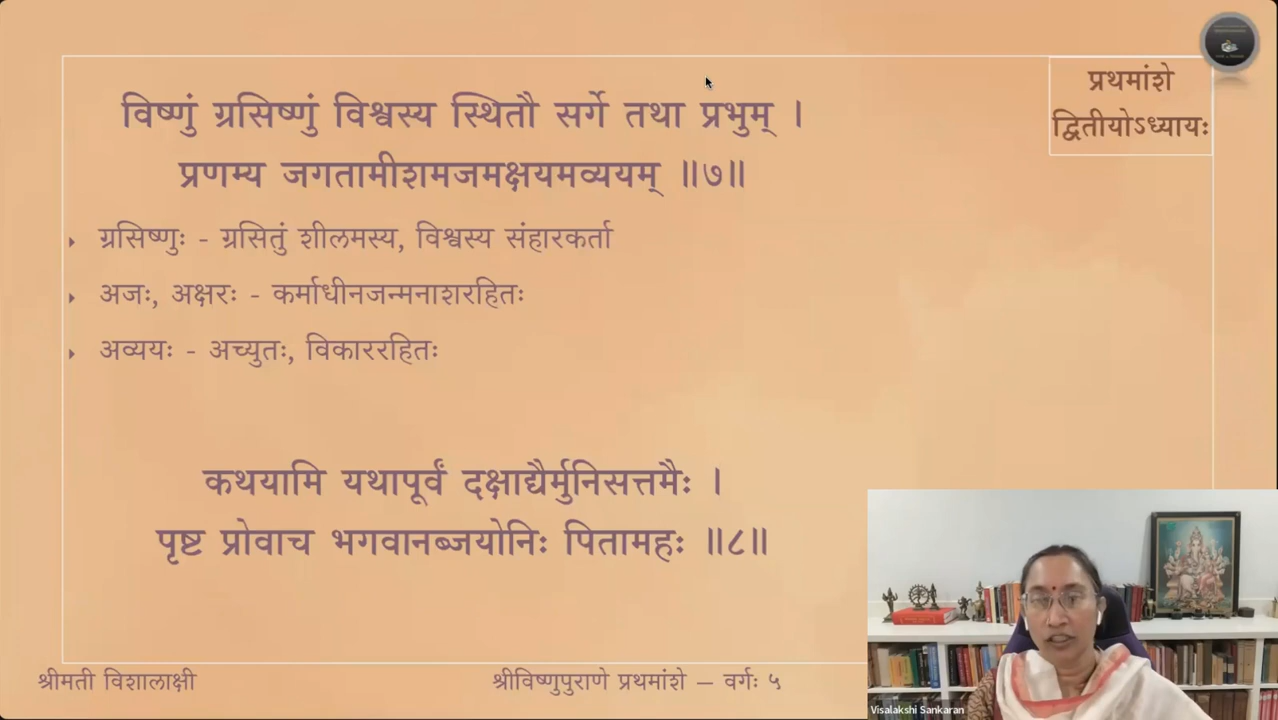 प्रथमांशे
द्वितीयोऽध्यायः
विष्णुं ग्रसिष्णुं विश्वस्य स्थितौ सर्गे तथा प्रभुम् ।
प्रणम्य जगतामीशमजमक्षयमव्ययम् ॥७॥
ग्रसिष्णुः - ग्रसितुं शीलमस्य, विश्वस्य संहारकर्ता
अजः, अक्षरः - कर्माधीनजन्मनाशरहितः
अव्ययः - अच्युतः, विकाररहितः
कथयामि यथापूर्वं दक्षाद्यैर्मुनिसत्तमैः ।
पृष्ट प्रोवाच भगवानब्जयोनिः पितामहः ॥८॥
श्रीमती विशालाक्षी
श्रीविष्णुपुराणे प्रथमांशे – वर्गः ५
Visalakshi Sankaran